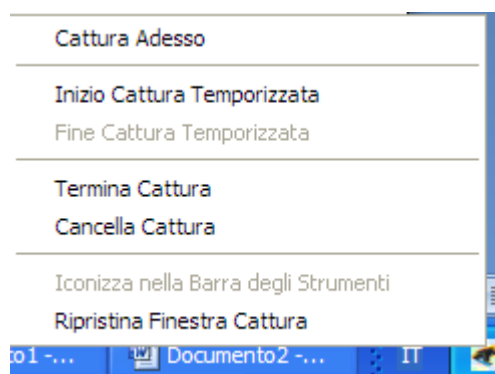 Cattura Adesso
Inizio Cattura Temporizzata
Fine Cattura Temporizzata
Termina Cattura
Cancella Cattura
Iconizza nella Barra degli Strumenti
Ripristina Finestra Cattura
to1 -... Documento2 -... IT